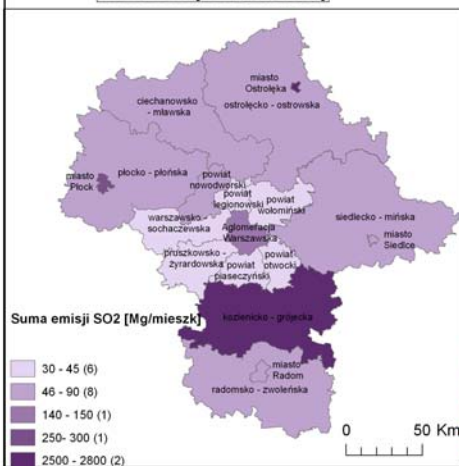 miasto
Ostrołęka
ciechanowsko
- mławska
ostrołęcko - ostrowska
miasto
Płock
płocko - płońska
powiat
nowodworski
powiat
legionowski
powiat
wołomiński
warszawsko -
sochaczewska
Aglomeracja
Warszawska
siedlecko - mińska
miasto
Siedlce
pruszkowsko -
żyrardowska
powiat
piaseczyński
powiat
otwocki
Suma emisji SO2 [Mg/mieszk]
kozienicko - grójecka
miasto
Radom
radomsko - zwoleńska
30 - 45 (6)
46 - 90 (8)
140 - 150 (1)
250- 300 (1)
2500 - 2800 (2)
0 50 Km